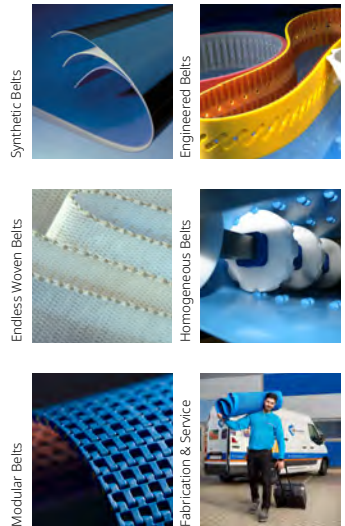 Synthetic Belts
Engineered Belts
Endless Woven Belts
Homogeneous Belts
Modular Belts
Fabrication & Service